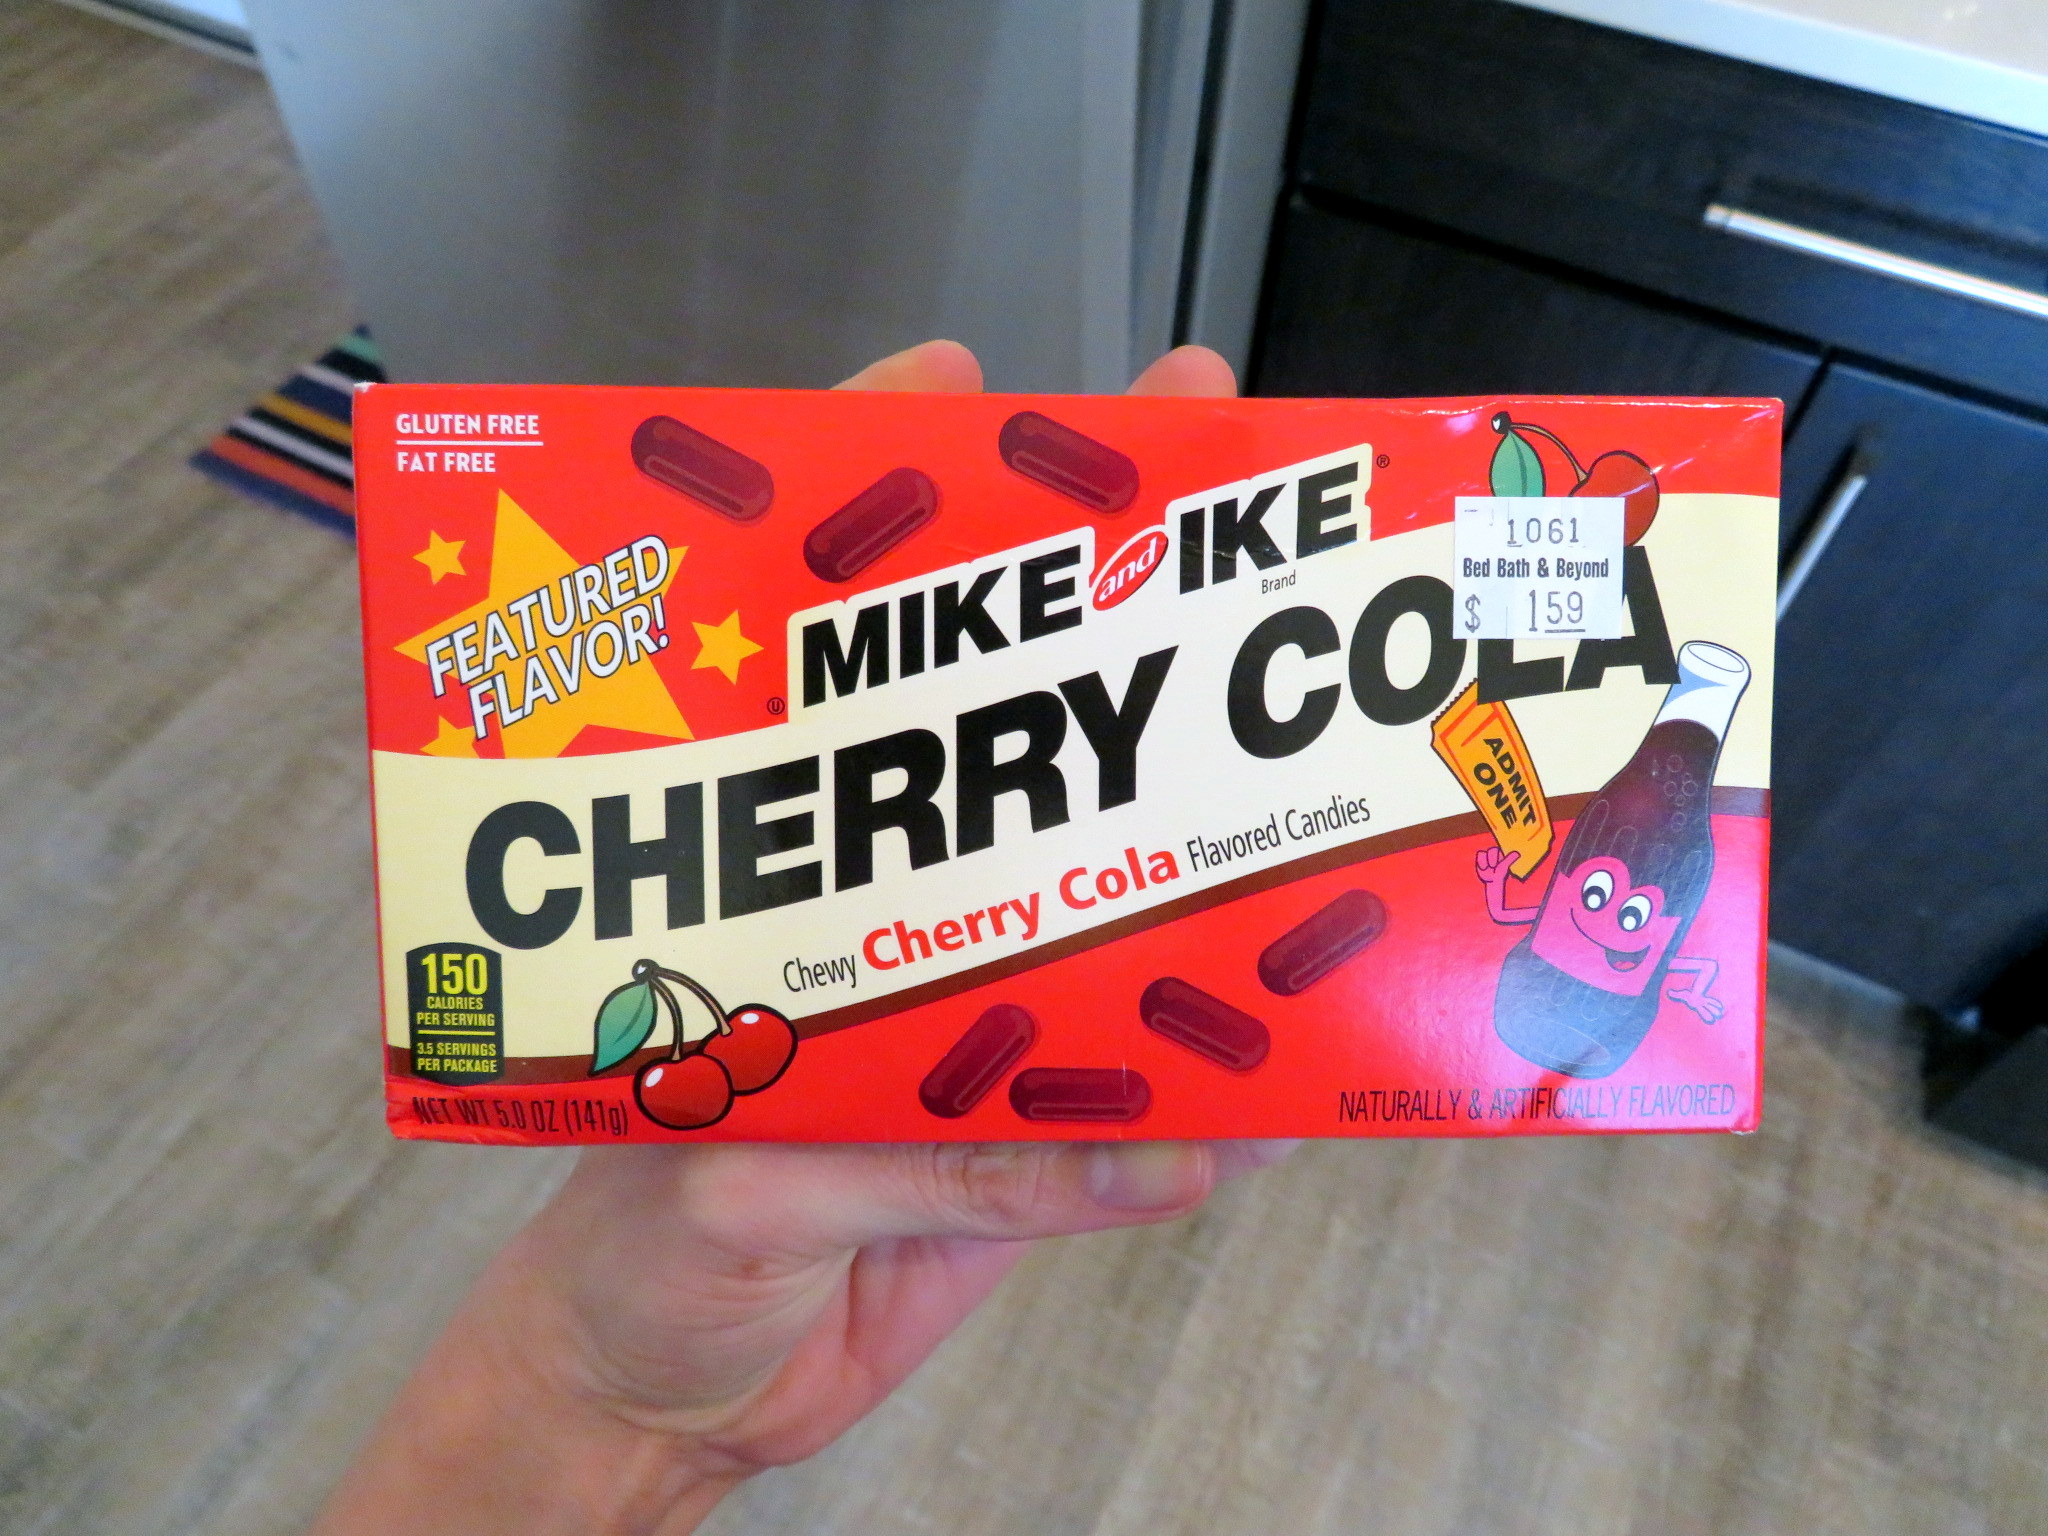 GLUTEN FREE
FAT FREE
FEATURED
FLAVOR!
MIKE and IKE ®
Brand
Ⓤ
CHERRY COLA
Chewy Cherry Cola Flavored Candies
1061
Bed Bath & Beyond
$ 1.59
ADMIT
ONE
150
CALORIES
PER SERVING
3.5 SERVINGS
PER PACKAGE
NET WT 5.0 OZ (141g)
NATURALLY & ARTIFICIALLY FLAVORED